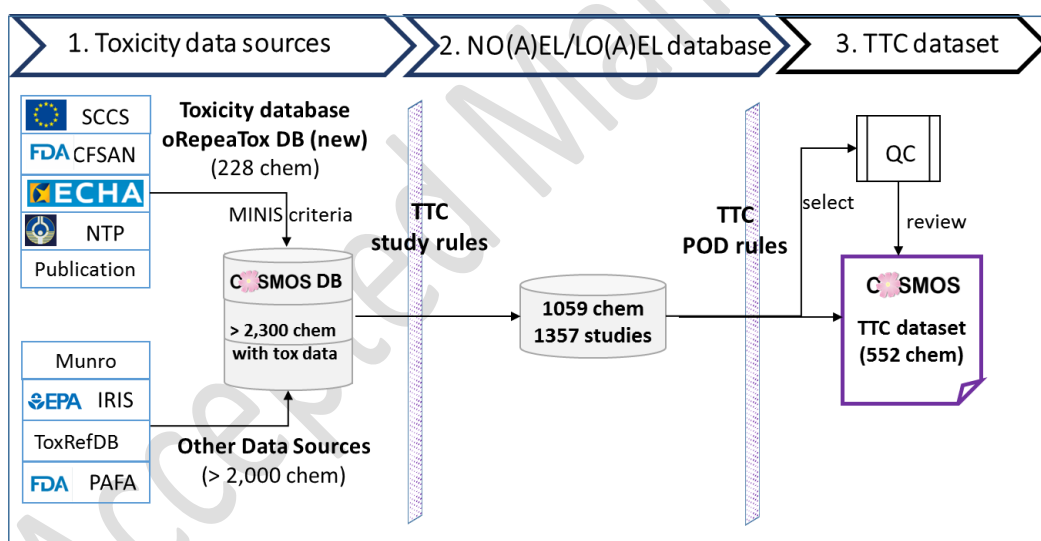 1. Toxicity data sources
2. NO(A)EL/LO(A)EL database
3. TTC dataset
SCCS
FDA CFSAN
ECHA
NTP
Publication
Toxicity database
oRepeaTox DB (new)
(228 chem)
MINIS criteria
COSMOS DB
> 2,300 chem
with tox data
Munro
EPA IRIS
ToxRefDB
FDA PAFA
Other Data Sources
(> 2,000 chem)
TTC
study rules
1059 chem
1357 studies
TTC
POD rules
select
QC
review
COSMOS
TTC dataset
(552 chem)
Accepted Man